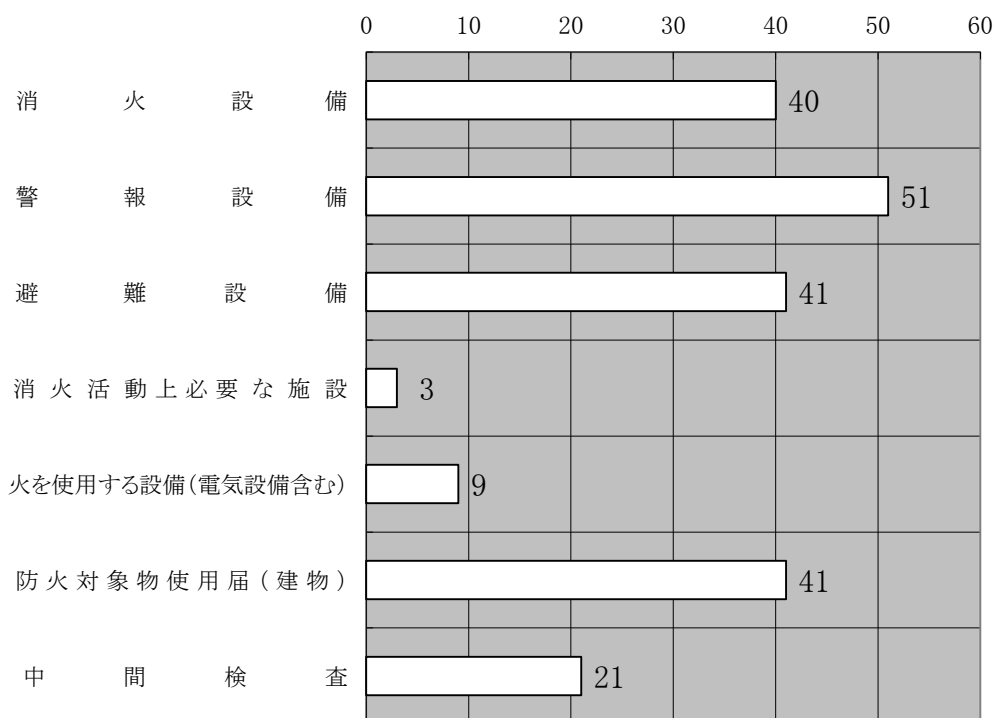 0 10 20 30 40 50 60
消火設備 40
警報設備 51
避難設備 41
消火活動上必要な施設 3
火を使用する設備(電気設備含む) 9
防火対象物使用届(建物) 41
中間検査 21